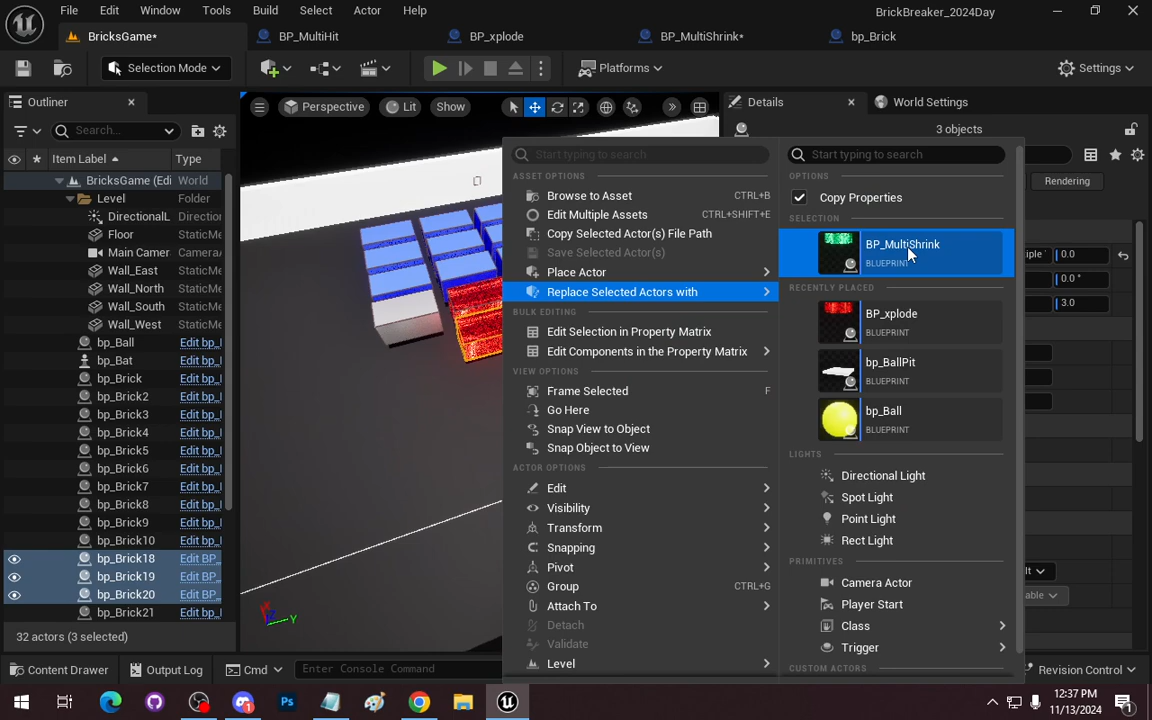 File
Edit
Window
Tools
Build
Select
Actor
Help
BrickBreaker_2024Day
BricksGame*
BP_MultiHit
BP_xplode
BP_MultiShrink*
bp_Brick
Selection Mode
Platforms
Settings
Outliner
Perspective
Lit
Show
Details
World Settings
Search...
3 objects
Item Label
Type
BricksGame (Edi
World
Level
Folder
DirectionalL
Direction
Floor
StaticMe
Main Camer
Camera
Wall_East
StaticMe
Wall_North
StaticMe
Wall_South
StaticMe
Wall_West
StaticMe
bp_Ball
Edit bp_
bp_Bat
Edit bp_
bp_Brick
Edit bp_
bp_Brick2
Edit bp_
bp_Brick3
Edit bp_
bp_Brick4
Edit bp_
bp_Brick5
Edit bp_
bp_Brick6
Edit bp_
bp_Brick7
Edit bp_
bp_Brick8
Edit bp_
bp_Brick9
Edit bp_
bp_Brick10
Edit bp_
bp_Brick18
Edit BP_
bp_Brick19
Edit BP_
bp_Brick20
Edit BP_
bp_Brick21
Edit bp_
32 actors (3 selected)
Start typing to search
ASSET OPTIONS
Browse to Asset
CTRL+B
Edit Multiple Assets
CTRL+SHIFT+E
Copy Selected Actor(s) File Path
Save Selected Actor(s)
Place Actor
Replace Selected Actors with
BULK EDITING
Edit Selection in Property Matrix
Edit Components in the Property Matrix
VIEW OPTIONS
Frame Selected
F
Go Here
Snap View to Object
Snap Object to View
ACTOR OPTIONS
Edit
Visibility
Transform
Snapping
Pivot
Group
CTRL+G
Attach To
Detach
Validate
Level
Start typing to search
OPTIONS
Copy Properties
SELECTION
BP_MultiShrink
BLUEPRINT
RECENTLY PLACED
BP_xplode
BLUEPRINT
bp_BallPit
BLUEPRINT
bp_Ball
BLUEPRINT
LIGHTS
Directional Light
Spot Light
Point Light
Rect Light
PRIMITIVES
Camera Actor
Player Start
Class
Trigger
CUSTOM ACTORS
Rendering
0.0
0.0 °
3.0
X
Z
Y
Content Drawer
Output Log
Cmd
Enter Console Command
Revision Control
12:37 PM
11/13/2024
1